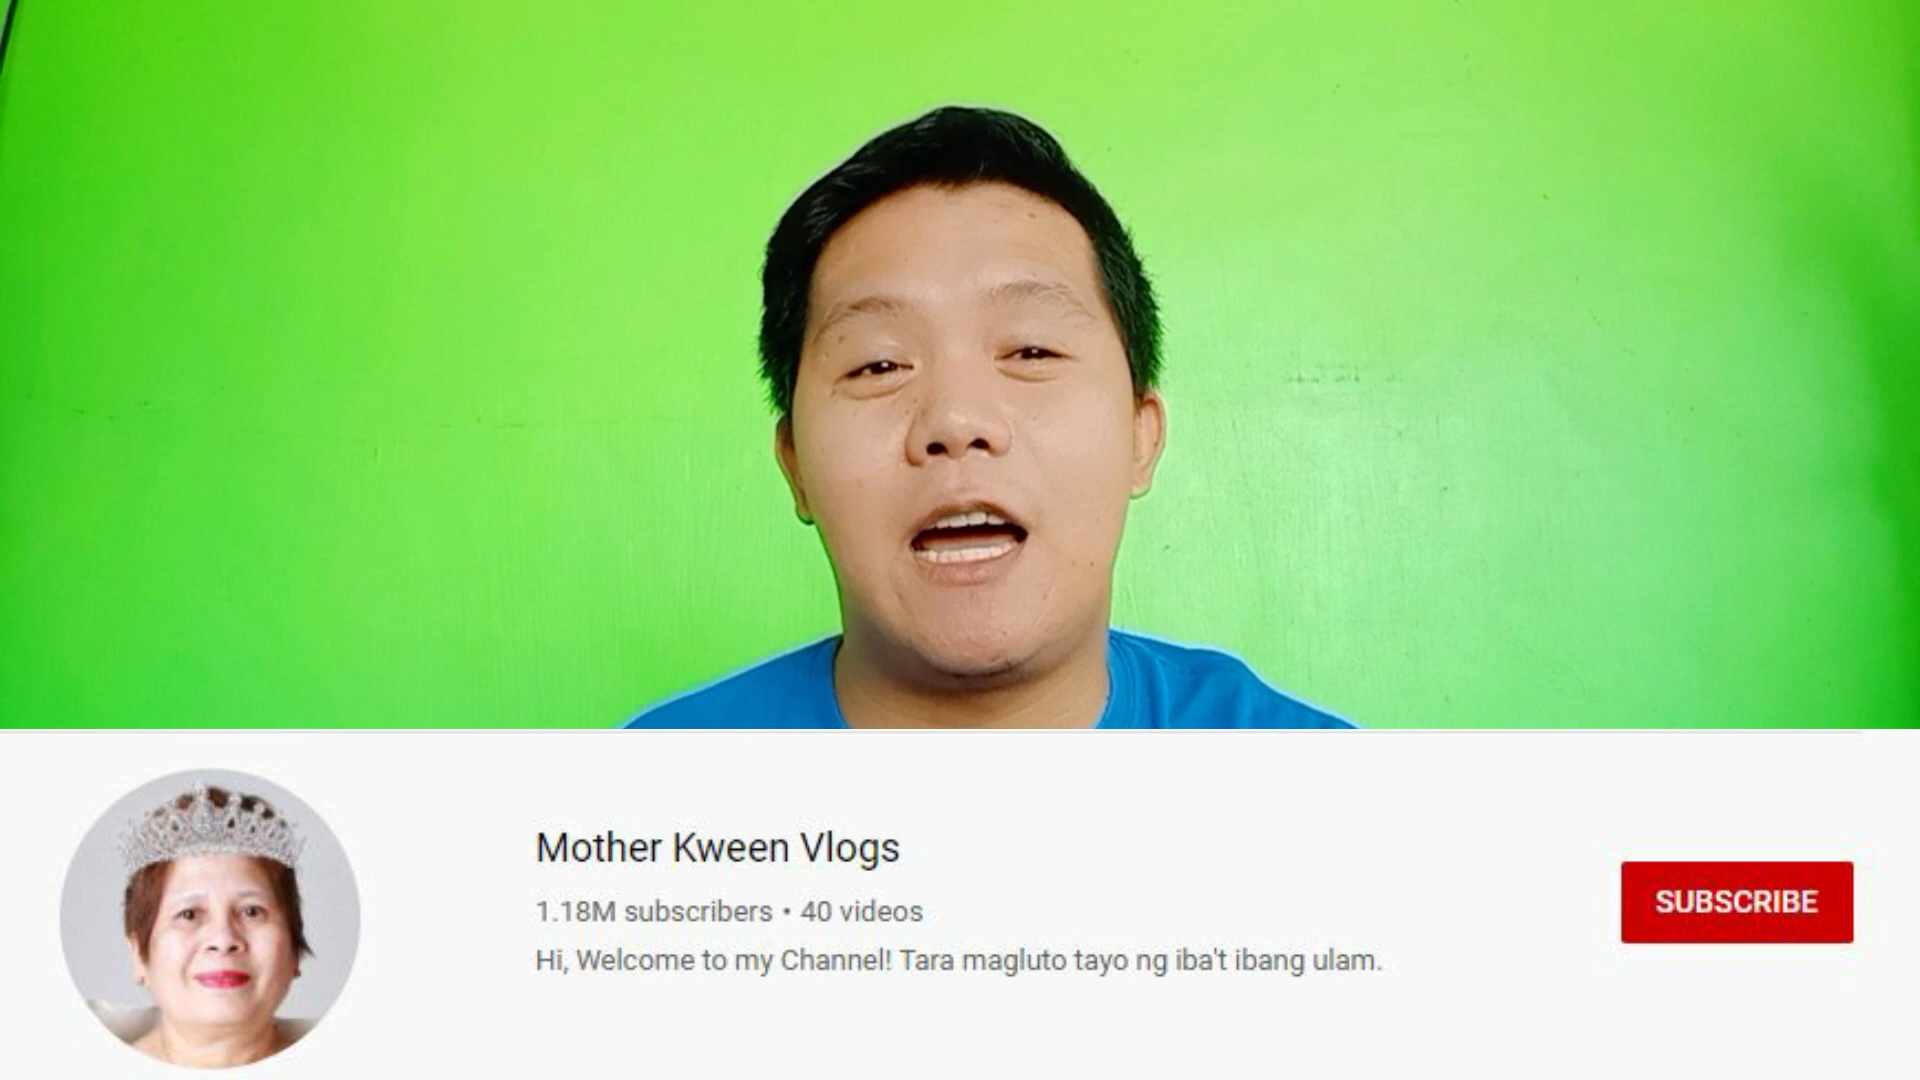 Mother Kween Vlogs
1.18M subscribers • 40 videos
SUBSCRIBE
Hi, Welcome to my Channel! Tara magluto tayo ng iba't ibang ulam.